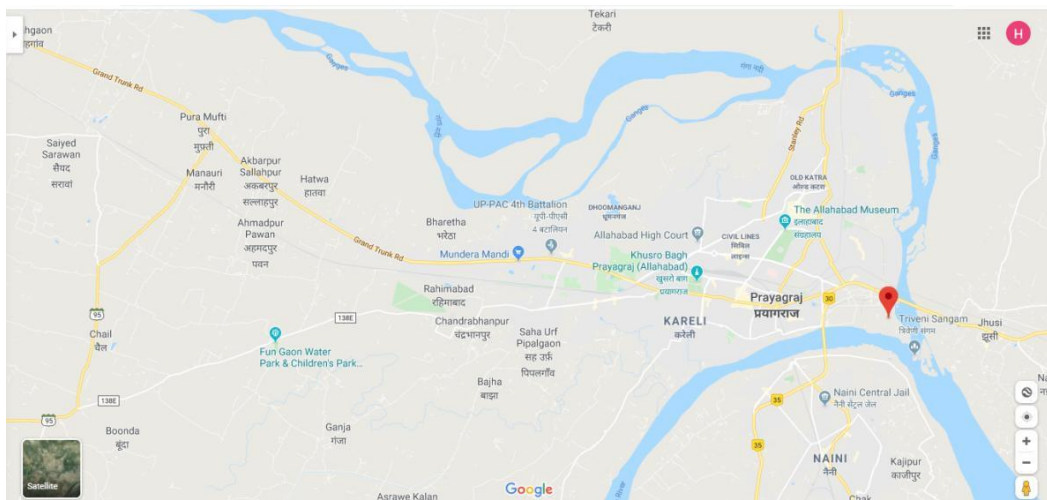 Tekari
टेकरी
H
Ganges
गंगा नदी
Ganges
Grand Trunk Rd
Ganges
Stanley Rd
Ganges
Pura Mufti
पुरा
मुफ़्ती
Saiyed
Sarawan
सैयद
सरावां
Akbarpur
Sallahpur
अकबरपुर
सल्लाहपुर
Manauri
मनौरी
Hatwa
हातवा
OLD KATRA
ओल्ड कटरा
UP-PAC 4th Battalion
यूपी-पीएसी
4 बटालियन
DHOOMANGANJ
धूमनगंज
The Allahabad Museum
इलाहाबाद
संग्रहालय
Ahmadpur
Pawan
अहमदपुर
पवन
Bharetha
भरेठा
Allahabad High Court
CIVIL LINES
सिविल
लाइन्स
Grand Trunk Rd
Mundera Mandi
Khusro Bagh
Prayagraj (Allahabad)
खुसरो बाग
प्रयागराज
Rahimabad
रहिमाबाद
Prayagraj
प्रयागराज
30
95
138E
Chandrabhanpur
चंद्रभानपुर
Saha Urf
Pipalgaon
सह उर्फ़
पिपलगाँव
KARELI
करेली
Triveni Sangam
त्रिवेणी संगम
Jhusi
झूसी
Chail
चैल
Fun Gaon Water
Park & Children's Park...
Bajha
बाझा
Naini Central Jail
नैनी सेंट्रल जेल
138E
35
95
Boonda
बूंदा
Ganja
गंजा
35
NAINI
नैनी
Kajipur
काजीपुर
Satellite
Asrawe Kalan
Google
River
Chak